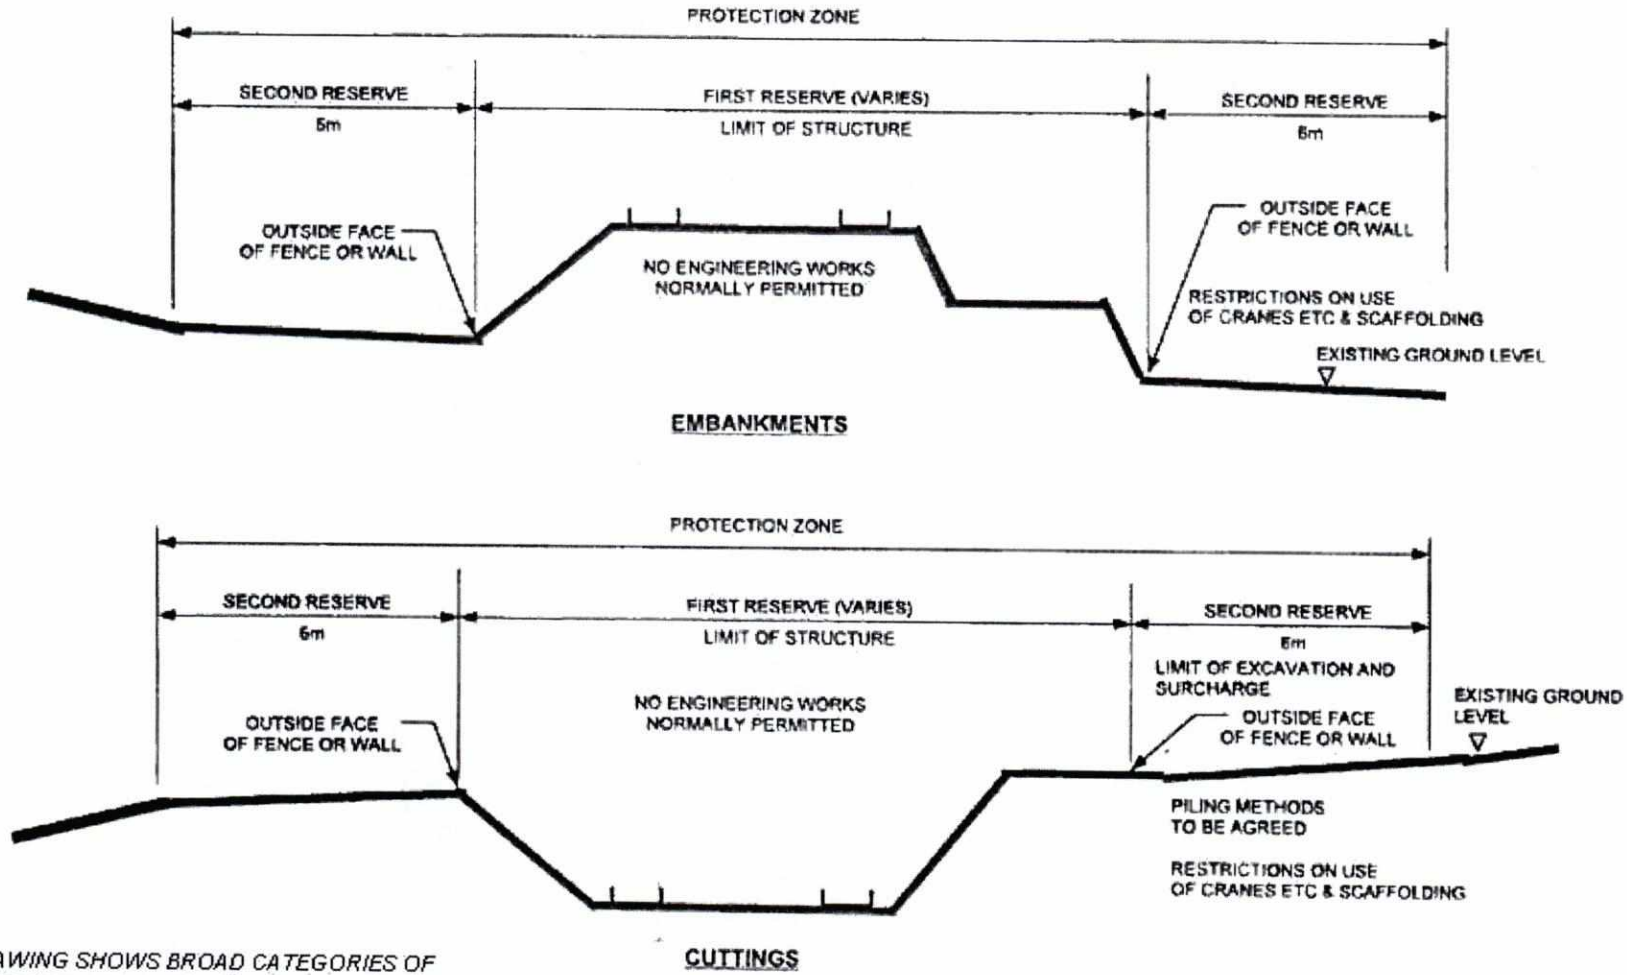 PROTECTION ZONE
SECOND RESERVE
6m
FIRST RESERVE (VARIES)
LIMIT OF STRUCTURE
SECOND RESERVE
6m
OUTSIDE FACE
OF FENCE OR WALL
NO ENGINEERING WORKS
NORMALLY PERMITTED
OUTSIDE FACE
OF FENCE OR WALL
RESTRICTIONS ON USE
OF CRANES ETC & SCAFFOLDING
EXISTING GROUND LEVEL
EMBANKMENTS
PROTECTION ZONE
SECOND RESERVE
6m
FIRST RESERVE (VARIES)
LIMIT OF STRUCTURE
SECOND RESERVE
6m
LIMIT OF EXCAVATION AND
SURCHARGE
NO ENGINEERING WORKS
NORMALLY PERMITTED
OUTSIDE FACE
OF FENCE OR WALL
OUTSIDE FACE
OF FENCE OR WALL
EXISTING GROUND
LEVEL
PILING METHODS
TO BE AGREED
RESTRICTIONS ON USE
OF CRANES ETC & SCAFFOLDING
CUTTINGS
AWING SHOWS BROAD CATEGORIES OF